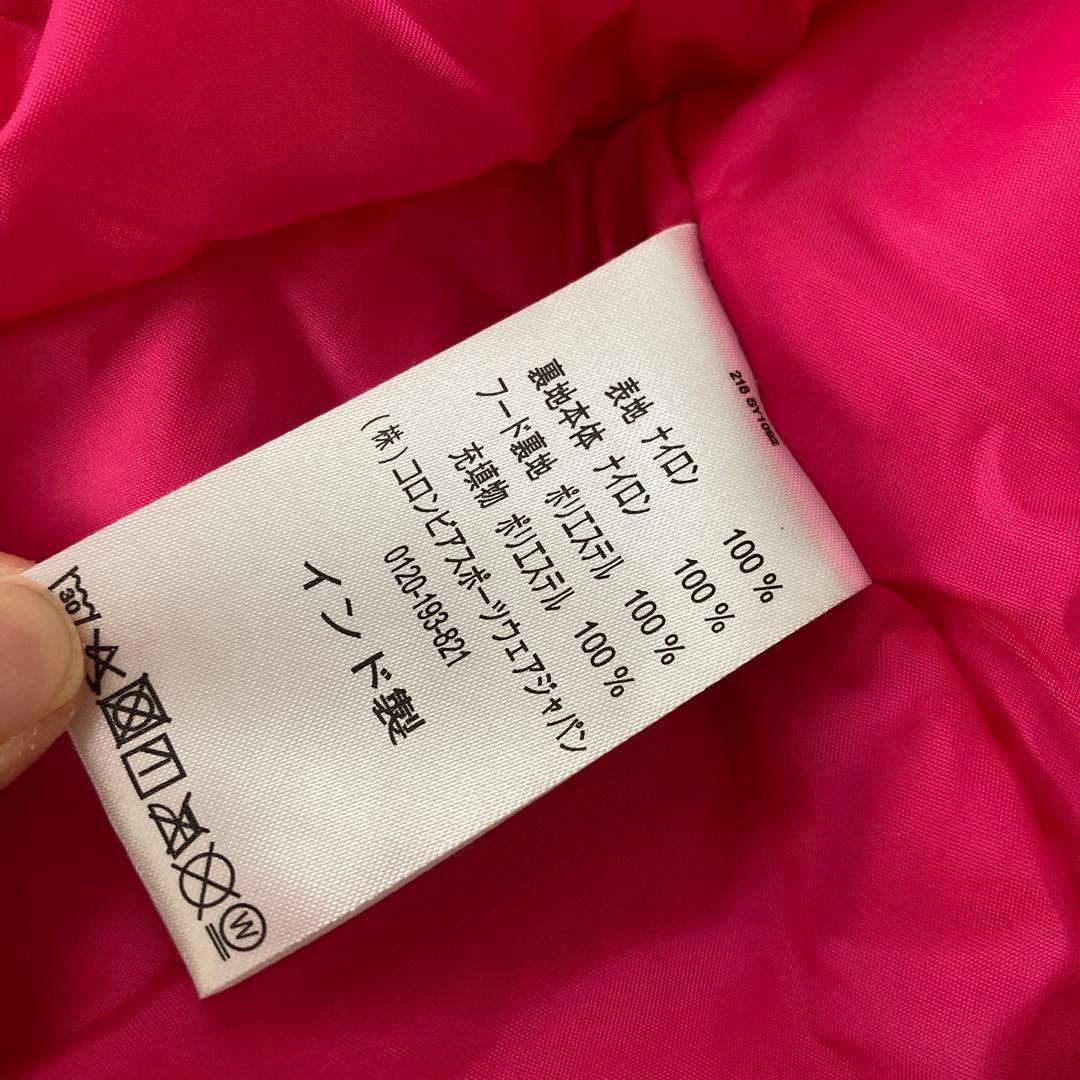 218 SY1092
表地 ナイロン 100 %
裏地本体 ナイロン 100 %
フード裏地 ポリエステル 100 %
充填物 ポリエステル 100 %
(株)コロンビアスポーツウェアジャパン
0120-193-821
インド製
30
W